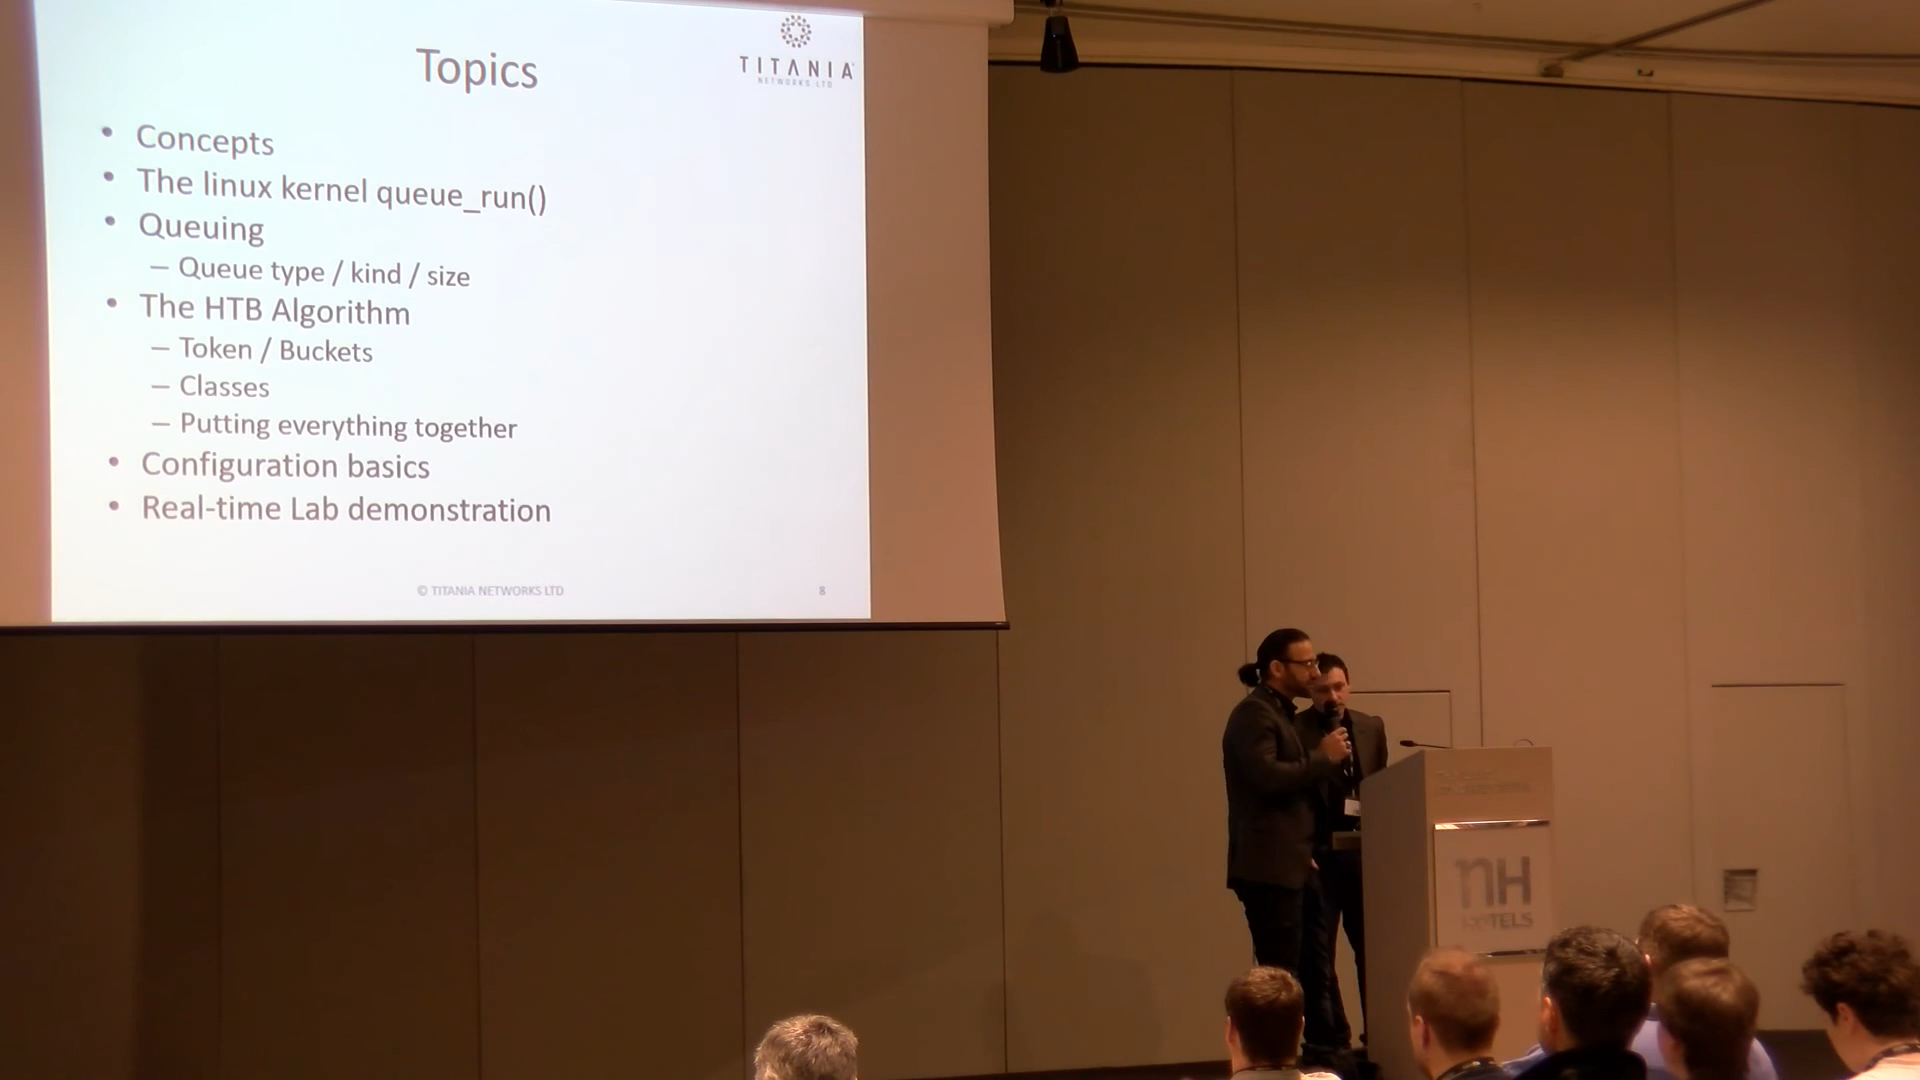 Topics
TITANIA
NETWORKS LTD
• Concepts
• The linux kernel queue_run()
• Queuing
– Queue type / kind / size
• The HTB Algorithm
– Token / Buckets
– Classes
– Putting everything together
• Configuration basics
• Real-time Lab demonstration
© TITANIA NETWORKS LTD
8
nH
HOTELS